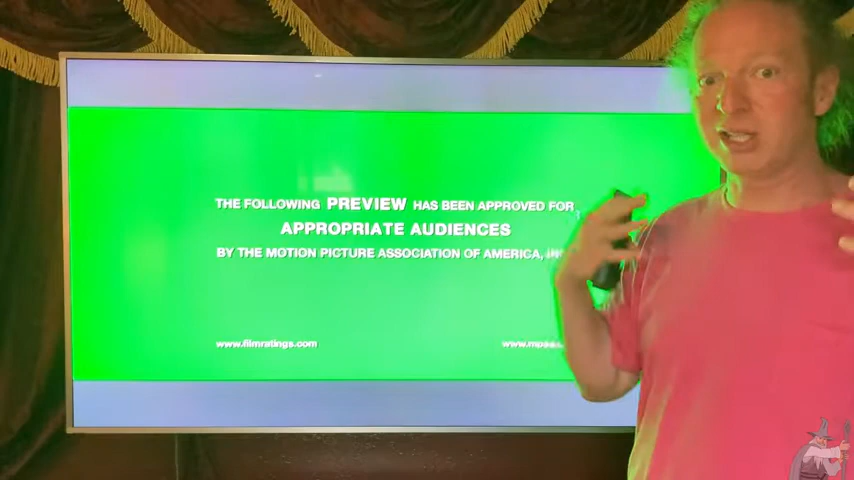 THE FOLLOWING PREVIEW HAS BEEN APPROVED FOR
APPROPRIATE AUDIENCES
BY THE MOTION PICTURE ASSOCIATION OF AMERICA,
www.filmratings.com